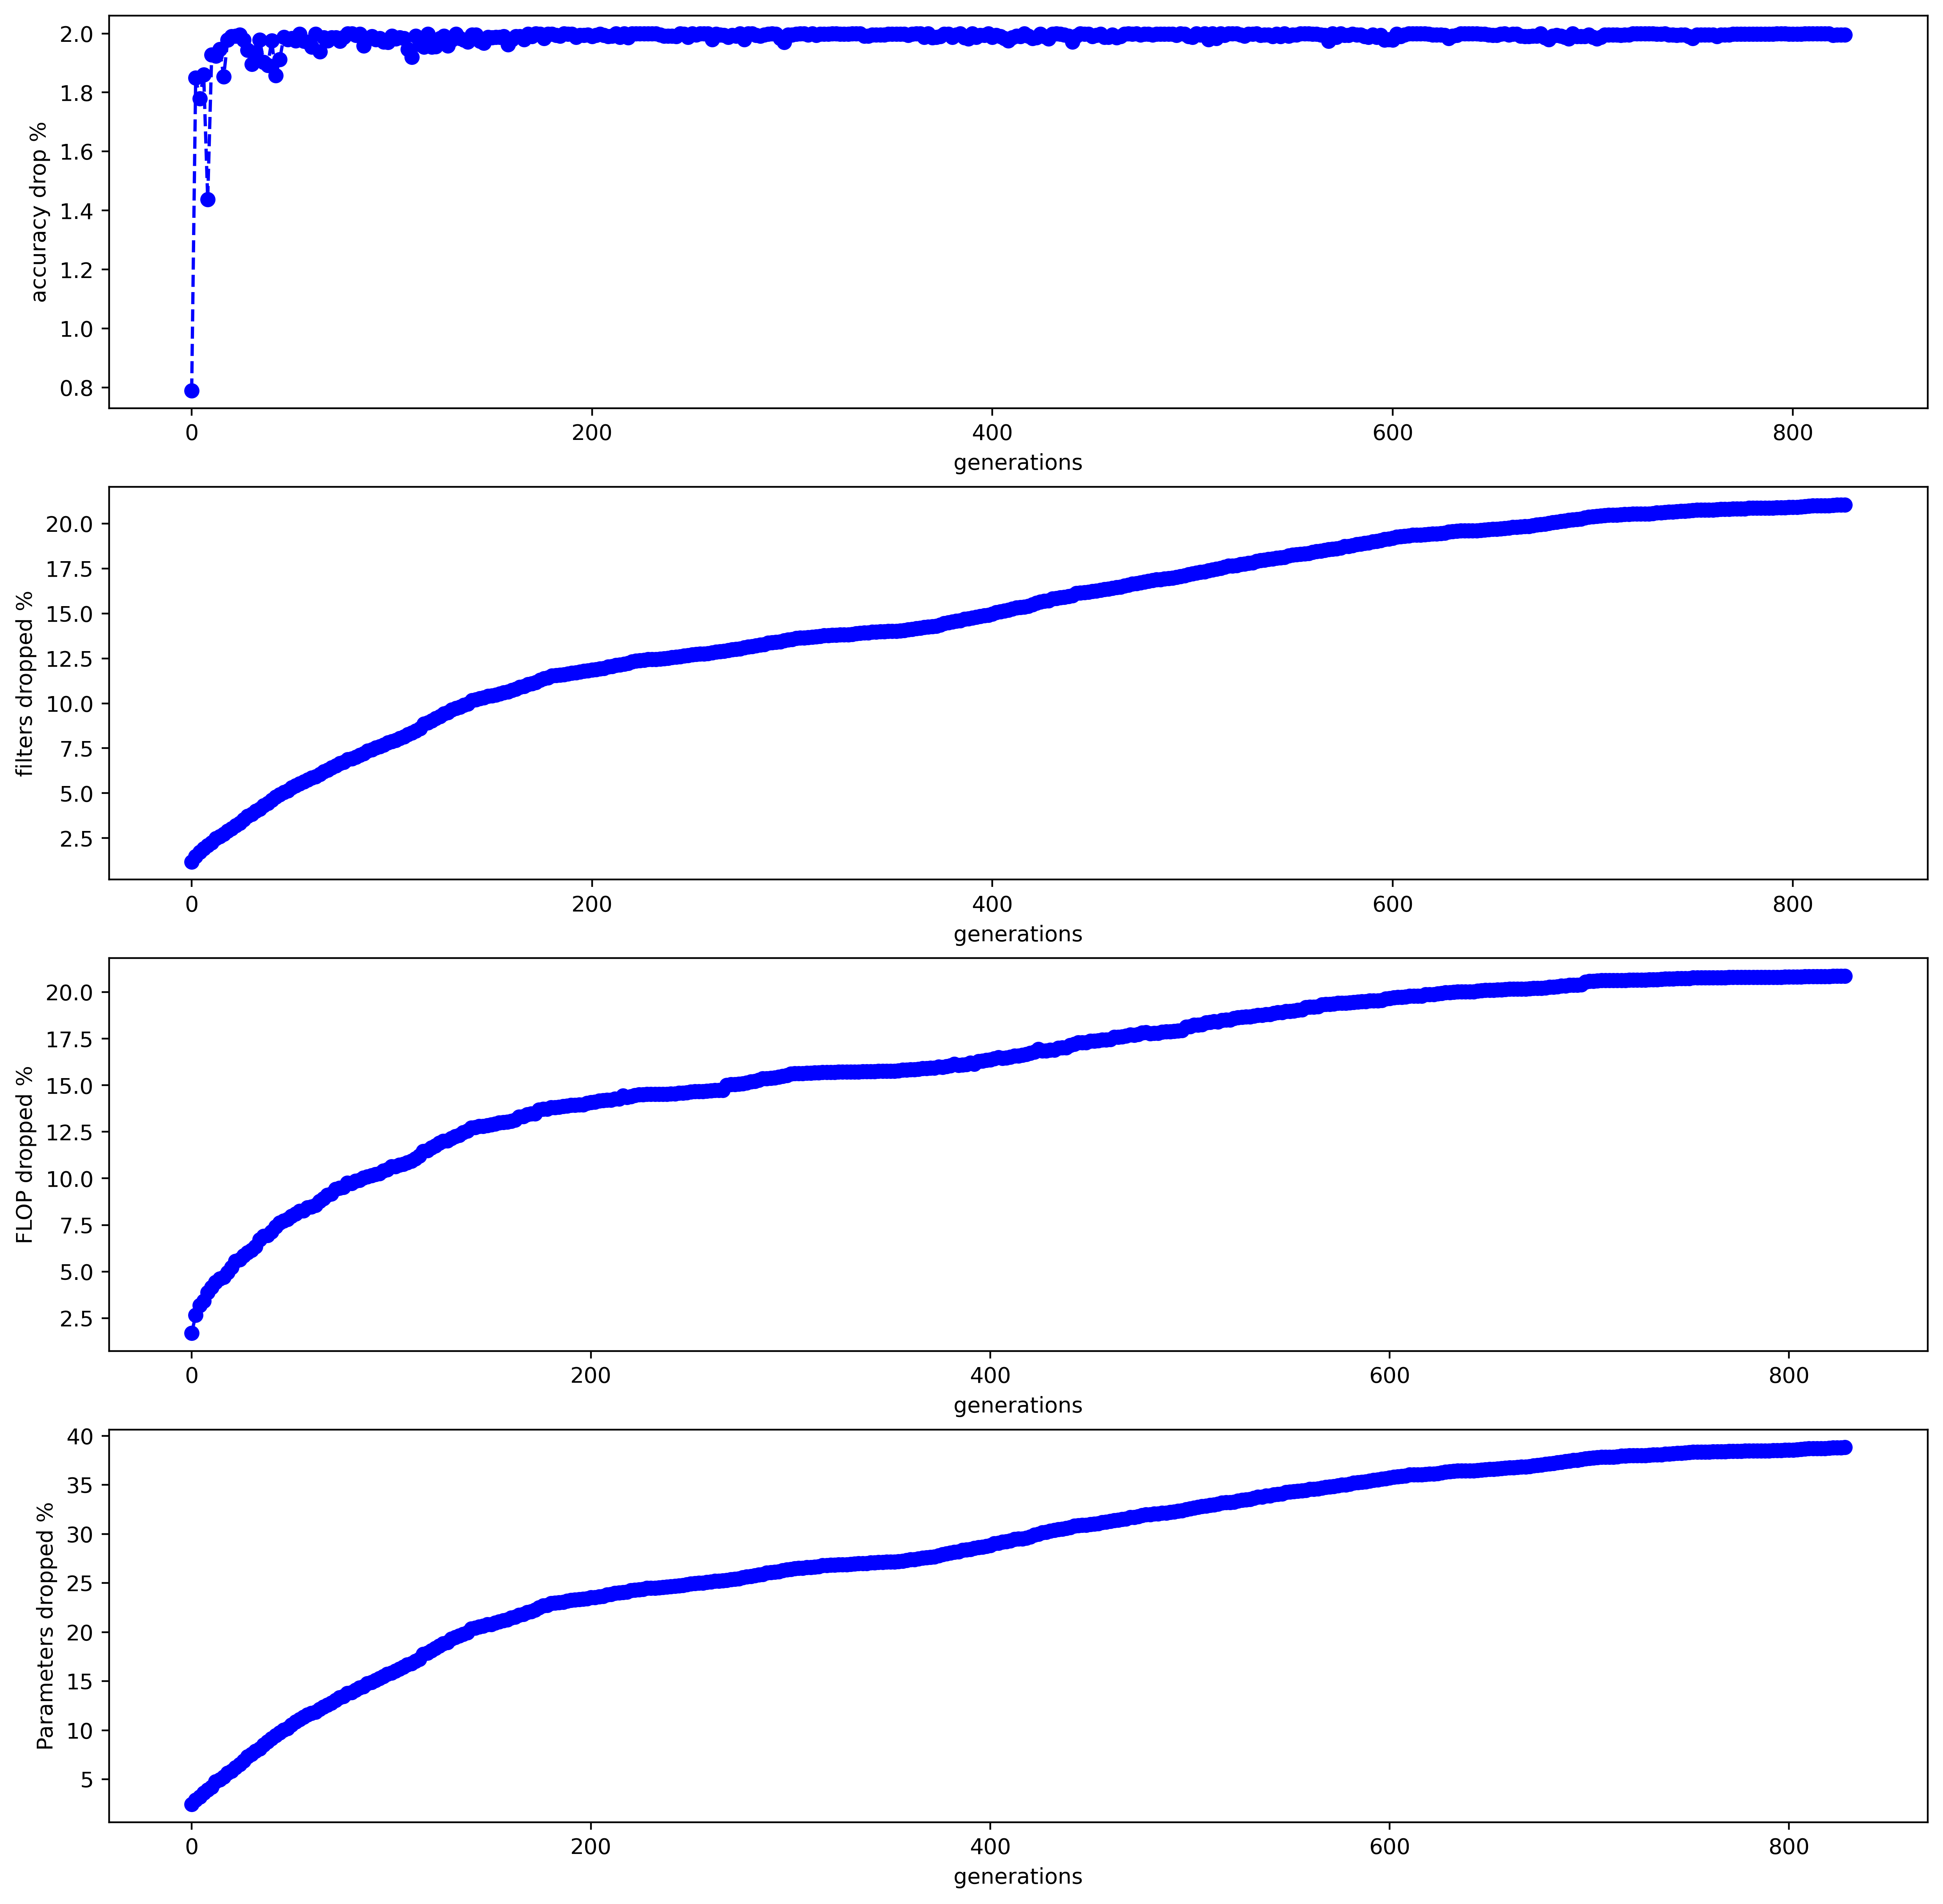 accuracy drop %
2.0
1.8
1.6
1.4
1.2
1.0
0.8
0 200 400 600 800
generations
filters dropped %
20.0
17.5
15.0
12.5
10.0
7.5
5.0
2.5
0 200 400 600 800
generations
FLOP dropped %
20.0
17.5
15.0
12.5
10.0
7.5
5.0
2.5
0 200 400 600 800
generations
Parameters dropped %
40
35
30
25
20
15
10
5
0 200 400 600 800
generations